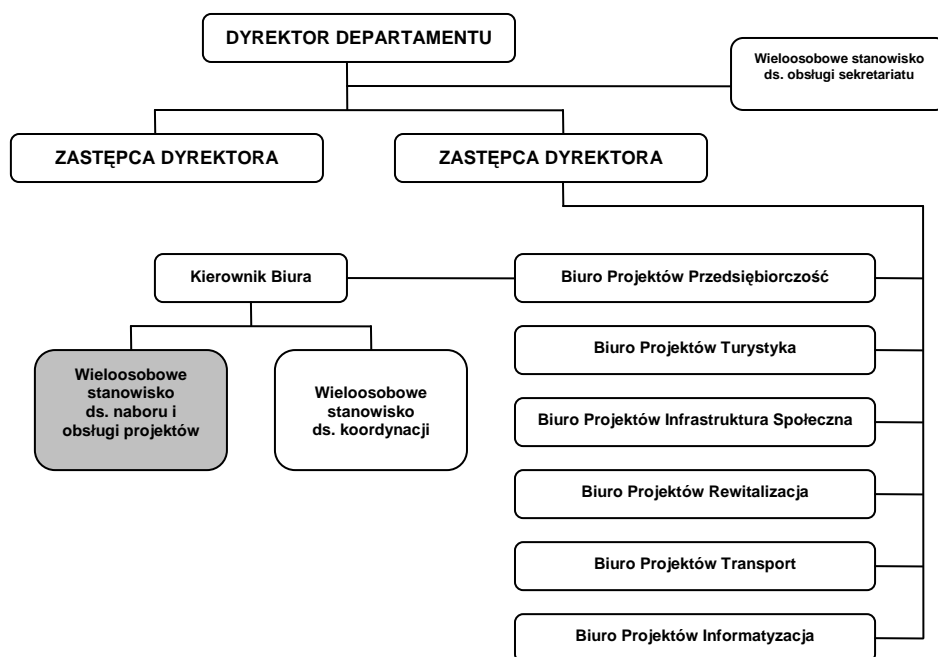 DYREKTOR DEPARTAMENTU
Wieloosobowe stanowisko
ds. obsługi sekretariatu
ZASTĘPCA DYREKTORA
ZASTĘPCA DYREKTORA
Kierownik Biura
Biuro Projektów Przedsiębiorczość
Wieloosobowe
stanowisko
ds. naboru i
obsługi projektów
Wieloosobowe
stanowisko
ds. koordynacji
Biuro Projektów Turystyka
Biuro Projektów Infrastruktura Społeczna
Biuro Projektów Rewitalizacja
Biuro Projektów Transport
Biuro Projektów Informatyzacja